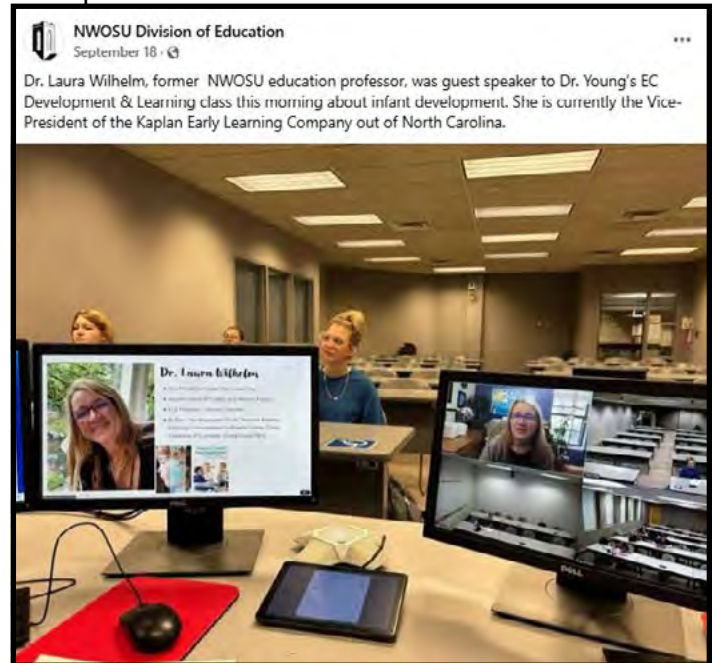 NWOSU Division of Education
September 18 ·
Dr. Laura Wilhelm, former NWOSU education professor, was guest speaker to Dr. Young's EC
Development & Learning class this morning about infant development. She is currently the Vice-
President of the Kaplan Early Learning Company out of North Carolina.
Dr. Laura Wilhelm
DELL